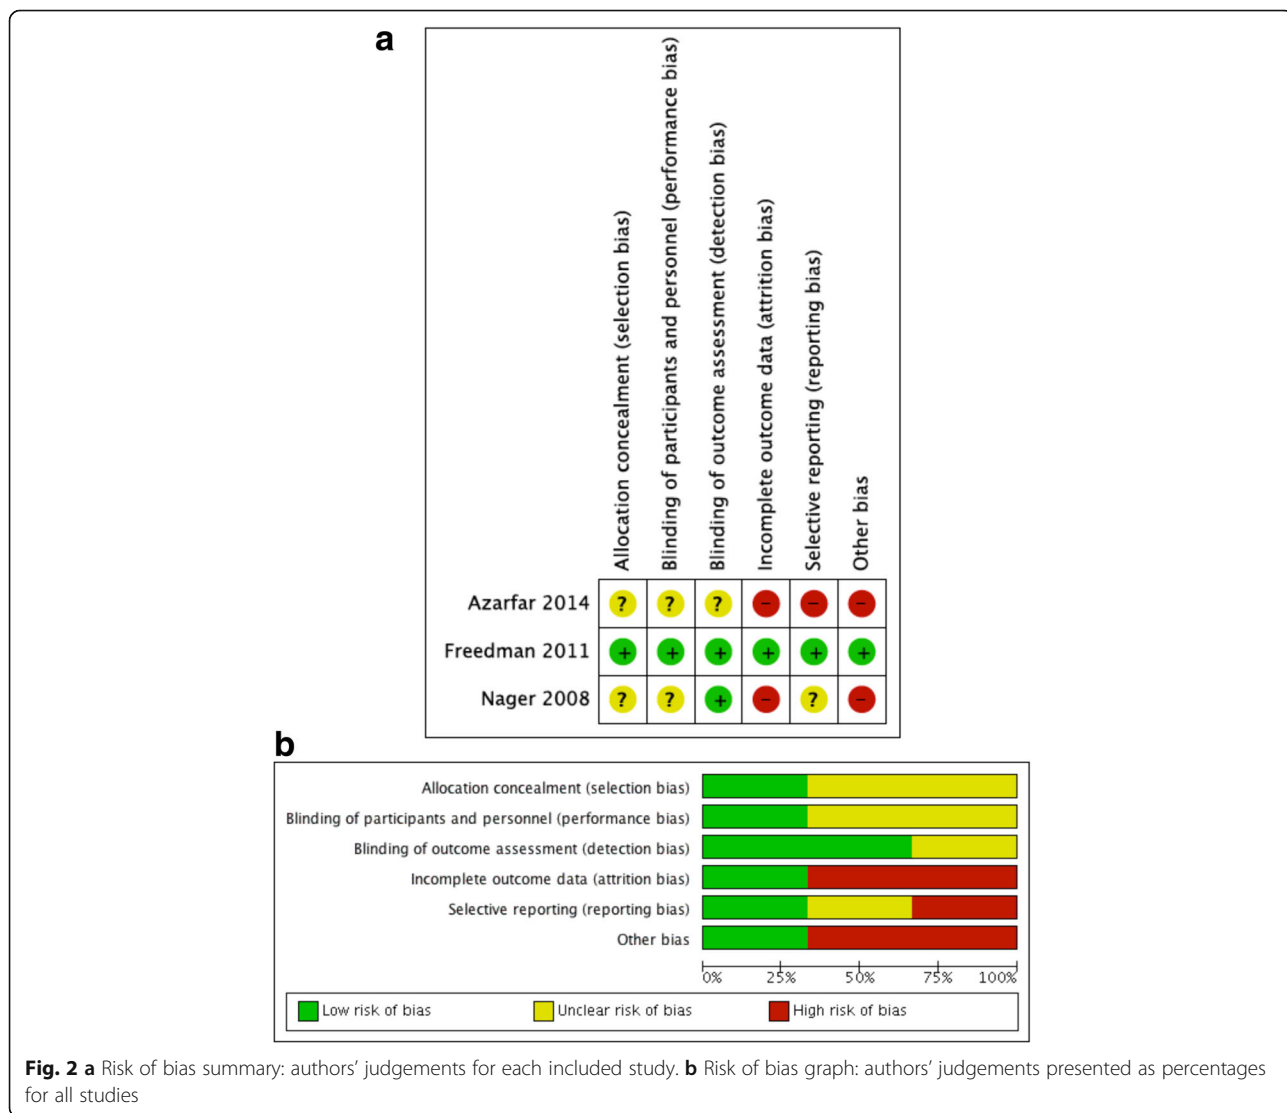 a
Allocation concealment (selection bias)
Blinding of participants and personnel (performance bias)
Blinding of outcome assessment (detection bias)
Incomplete outcome data (attrition bias)
Selective reporting (reporting bias)
Other bias
Azarfar 2014 ? ? ? − − −
Freedman 2011 + + + + + +
Nager 2008 ? ? + − ? −
b
Allocation concealment (selection bias)
Blinding of participants and personnel (performance bias)
Blinding of outcome assessment (detection bias)
Incomplete outcome data (attrition bias)
Selective reporting (reporting bias)
Other bias
0% 25% 50% 75% 100%
Low risk of bias Unclear risk of bias High risk of bias
Fig. 2 a Risk of bias summary: authors’ judgements for each included study. b Risk of bias graph: authors’ judgements presented as percentages
for all studies